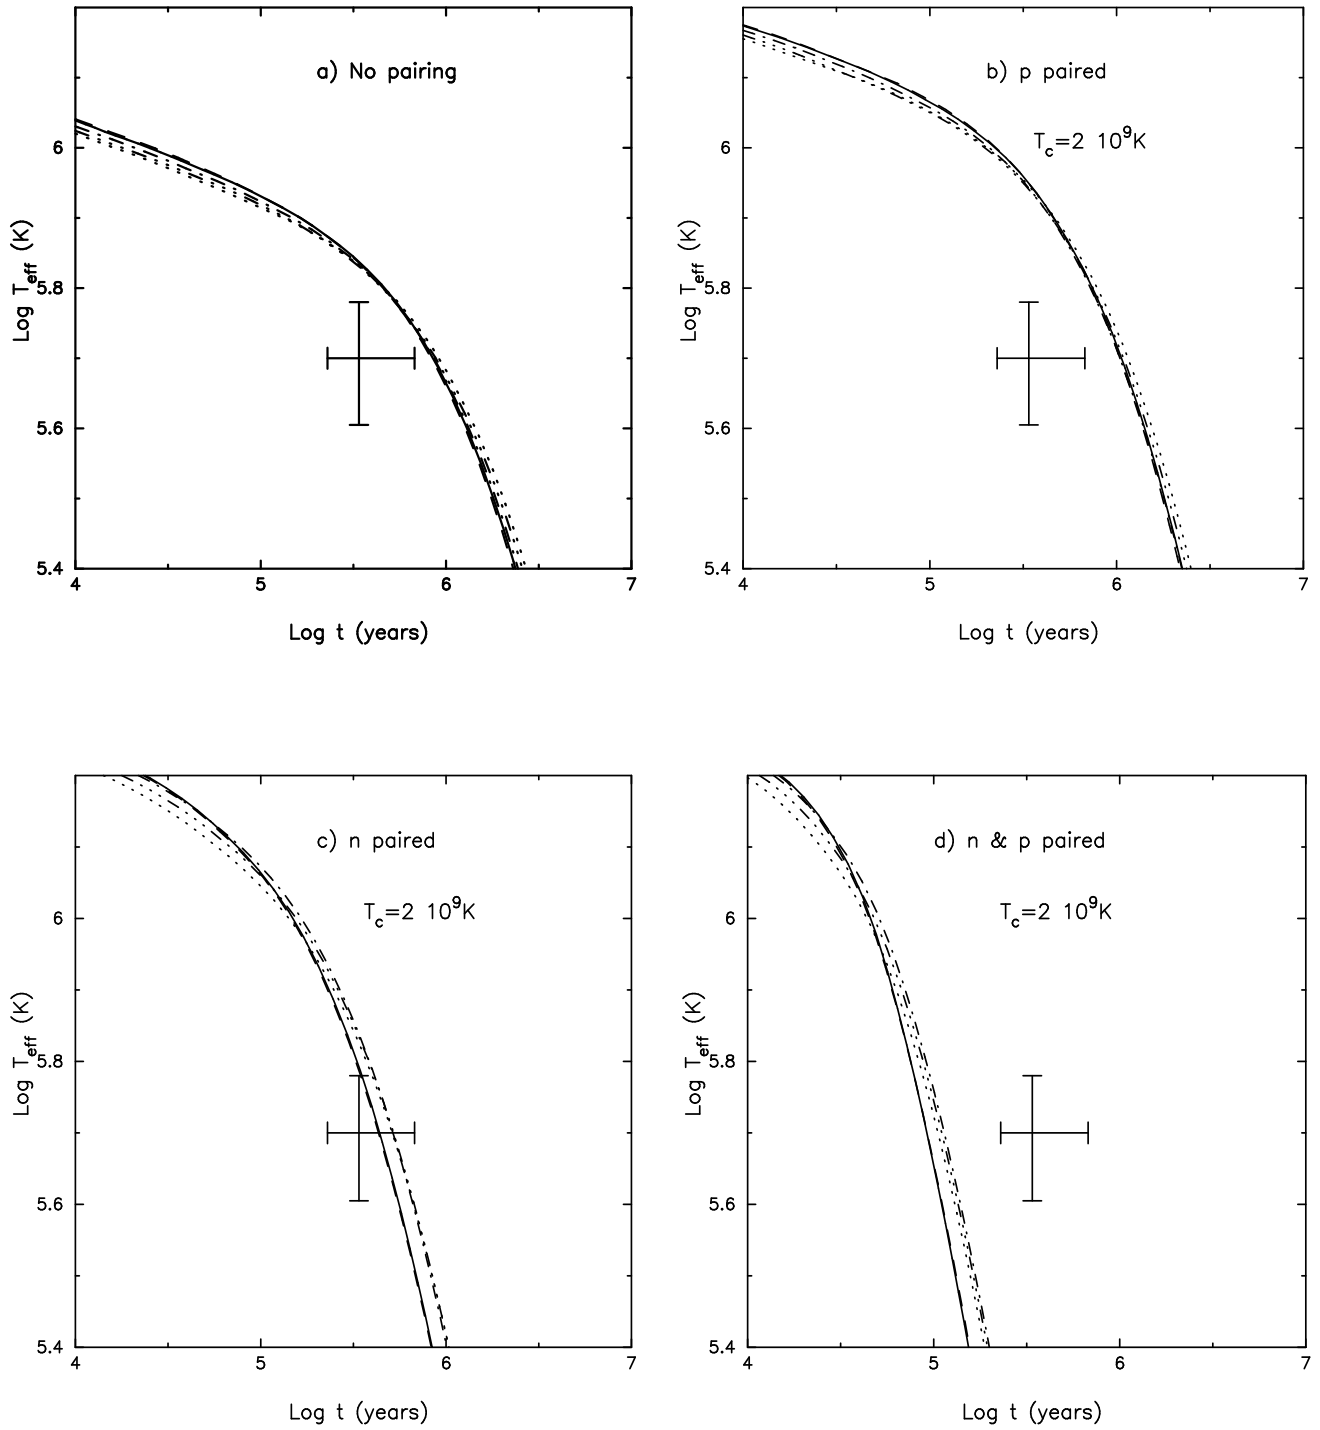 a) No pairing
6
5.8
5.6
5.4
4 5 6 7
Log T_eff (K)
Log t (years)
b) p paired
T_c=2 10^9K
6
5.8
5.6
5.4
4 5 6 7
Log T_eff (K)
Log t (years)
c) n paired
T_c=2 10^9K
6
5.8
5.6
5.4
4 5 6 7
Log T_eff (K)
Log t (years)
d) n & p paired
T_c=2 10^9K
6
5.8
5.6
5.4
4 5 6 7
Log T_eff (K)
Log t (years)